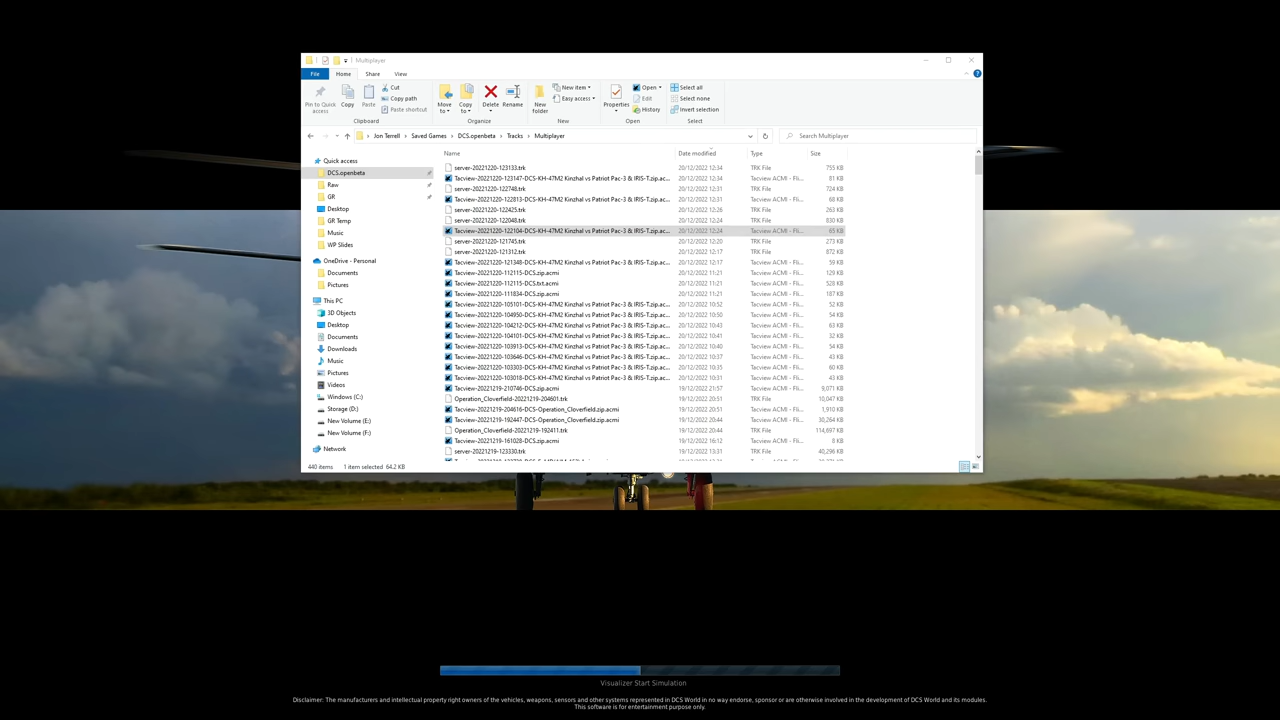 Multiplayer
File Home Share View
Pin to Quick access
Copy
Paste
Cut
Copy path
Paste shortcut
Clipboard
Move to
Copy to
Delete
Rename
Organize
New folder
New item
Easy access
New
Properties
Open
Edit
History
Open
Select all
Select none
Invert selection
Select
Jon Terrell > Saved Games > DCS.openbeta > Tracks > Multiplayer
Search Multiplayer
Quick access
DCS.openbeta
Raw
GR
Desktop
GR Temp
Music
WP Slides
OneDrive - Personal
Documents
Pictures
This PC
3D Objects
Desktop
Documents
Downloads
Music
Pictures
Videos
Windows (C:)
Storage (D:)
New Volume (E:)
New Volume (F:)
Network
Name Date modified Type Size
server-20221220-123133.trk 20/12/2022 12:34 TRK File 755 KB
Tacview-20221220-123147-DCS-KH-47M2 Kinzhal vs Patriot Pac-3 & IRIS-T.zip.ac... 20/12/2022 12:34 Tacview ACMI - Fli... 81 KB
server-20221220-122748.trk 20/12/2022 12:31 TRK File 724 KB
Tacview-20221220-122813-DCS-KH-47M2 Kinzhal vs Patriot Pac-3 & IRIS-T.zip.ac... 20/12/2022 12:31 Tacview ACMI - Fli... 68 KB
server-20221220-122425.trk 20/12/2022 12:26 TRK File 263 KB
server-20221220-122048.trk 20/12/2022 12:24 TRK File 830 KB
Tacview-20221220-122104-DCS-KH-47M2 Kinzhal vs Patriot Pac-3 & IRIS-T.zip.ac... 20/12/2022 12:24 Tacview ACMI - Fli... 65 KB
server-20221220-121745.trk 20/12/2022 12:20 TRK File 273 KB
server-20221220-121312.trk 20/12/2022 12:17 TRK File 872 KB
Tacview-20221220-121348-DCS-KH-47M2 Kinzhal vs Patriot Pac-3 & IRIS-T.zip.ac... 20/12/2022 12:17 Tacview ACMI - Fli... 59 KB
Tacview-20221220-112115-DCS.zip.acmi 20/12/2022 11:21 Tacview ACMI - Fli... 129 KB
Tacview-20221220-112115-DCS.txt.acmi 20/12/2022 11:21 Tacview ACMI - Fli... 528 KB
Tacview-20221220-111834-DCS.zip.acmi 20/12/2022 11:21 Tacview ACMI - Fli... 187 KB
Tacview-20221220-105101-DCS-KH-47M2 Kinzhal vs Patriot Pac-3 & IRIS-T.zip.ac... 20/12/2022 10:52 Tacview ACMI - Fli... 52 KB
Tacview-20221220-104950-DCS-KH-47M2 Kinzhal vs Patriot Pac-3 & IRIS-T.zip.ac... 20/12/2022 10:50 Tacview ACMI - Fli... 54 KB
Tacview-20221220-104212-DCS-KH-47M2 Kinzhal vs Patriot Pac-3 & IRIS-T.zip.ac... 20/12/2022 10:43 Tacview ACMI - Fli... 63 KB
Tacview-20221220-104101-DCS-KH-47M2 Kinzhal vs Patriot Pac-3 & IRIS-T.zip.ac... 20/12/2022 10:41 Tacview ACMI - Fli... 32 KB
Tacview-20221220-103913-DCS-KH-47M2 Kinzhal vs Patriot Pac-3 & IRIS-T.zip.ac... 20/12/2022 10:40 Tacview ACMI - Fli... 54 KB
Tacview-20221220-103646-DCS-KH-47M2 Kinzhal vs Patriot Pac-3 & IRIS-T.zip.ac... 20/12/2022 10:37 Tacview ACMI - Fli... 43 KB
Tacview-20221220-103303-DCS-KH-47M2 Kinzhal vs Patriot Pac-3 & IRIS-T.zip.ac... 20/12/2022 10:35 Tacview ACMI - Fli... 60 KB
Tacview-20221220-103018-DCS-KH-47M2 Kinzhal vs Patriot Pac-3 & IRIS-T.zip.ac... 20/12/2022 10:31 Tacview ACMI - Fli... 43 KB
Tacview-20221219-210746-DCS.zip.acmi 19/12/2022 21:57 Tacview ACMI - Fli... 9,071 KB
Operation_Cloverfield-20221219-204601.trk 19/12/2022 20:51 TRK File 10,047 KB
Tacview-20221219-204616-DCS-Operation_Cloverfield.zip.acmi 19/12/2022 20:51 Tacview ACMI - Fli... 1,910 KB
Tacview-20221219-192447-DCS-Operation_Cloverfield.zip.acmi 19/12/2022 20:44 Tacview ACMI - Fli... 30,264 KB
Operation_Cloverfield-20221219-192411.trk 19/12/2022 20:44 TRK File 114,697 KB
Tacview-20221219-161028-DCS.zip.acmi 19/12/2022 16:12 Tacview ACMI - Fli... 8 KB
server-20221219-123330.trk 19/12/2022 13:31 TRK File 40,296 KB
440 items 1 item selected 64.2 KB
Visualizer Start Simulation
Disclaimer: The manufacturers and intellectual property right owners of the vehicles, weapons, sensors and other systems represented in DCS World in no way endorse, sponsor or are otherwise involved in the development of DCS World and its modules.
This software is for entertainment purpose only.